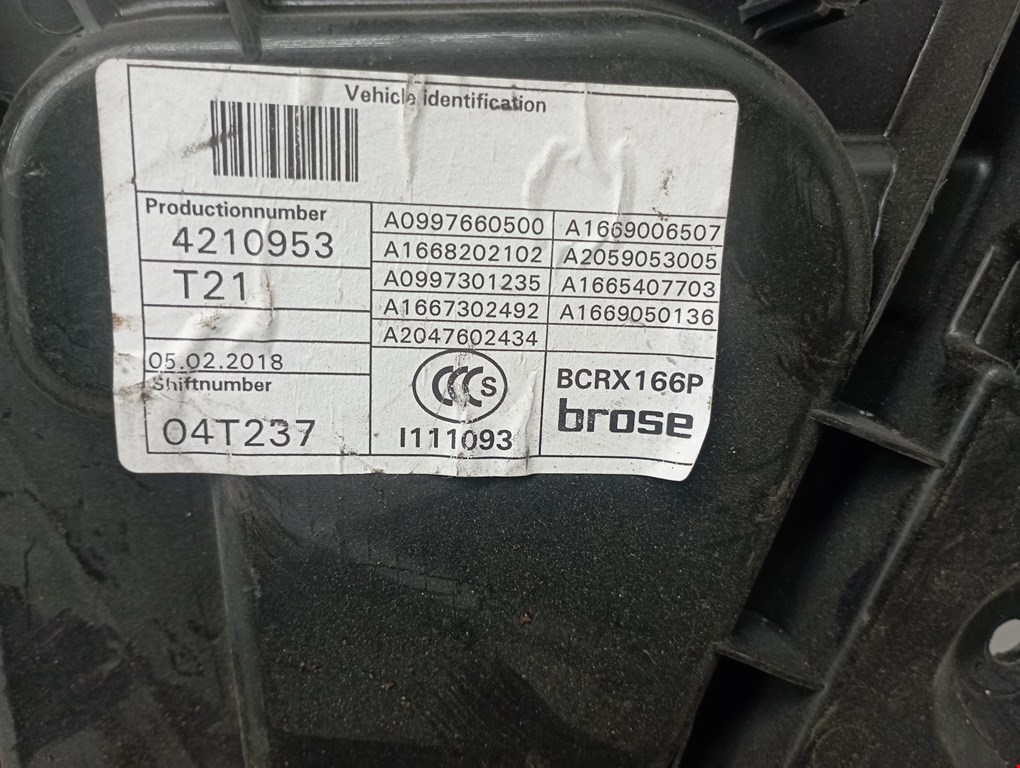 Vehicle identification
Productionnumber
4210953
T21
05.02.2018
Shiftnumber
04T237
A0997660500 A1669006507
A1668202102 A2059053005
A0997301235 A1665407703
A1667302492 A1669050136
A2047602434
CCC S
I111093
BCRX166P
brose